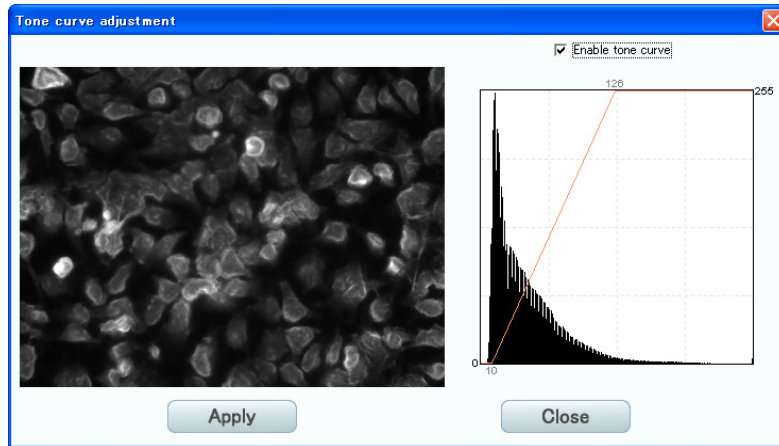 Tone curve adjustment
Enable tone curve
126
255
0
10
Apply
Close